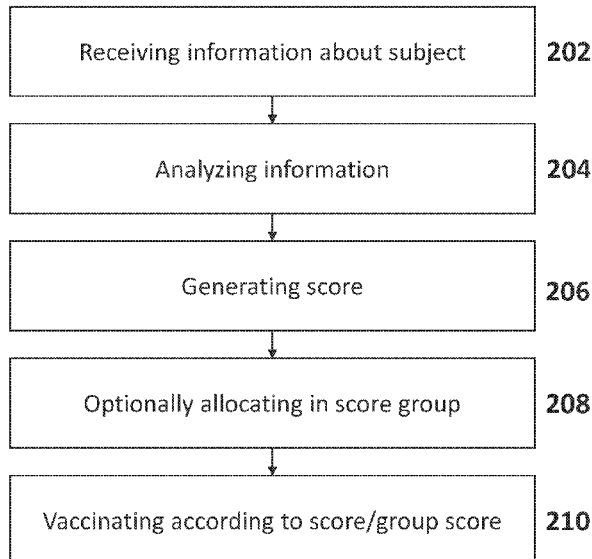 Receiving information about subject 202
Analyzing information 204
Generating score 206
Optionally allocating in score group 208
Vaccinating according to score/group score 210